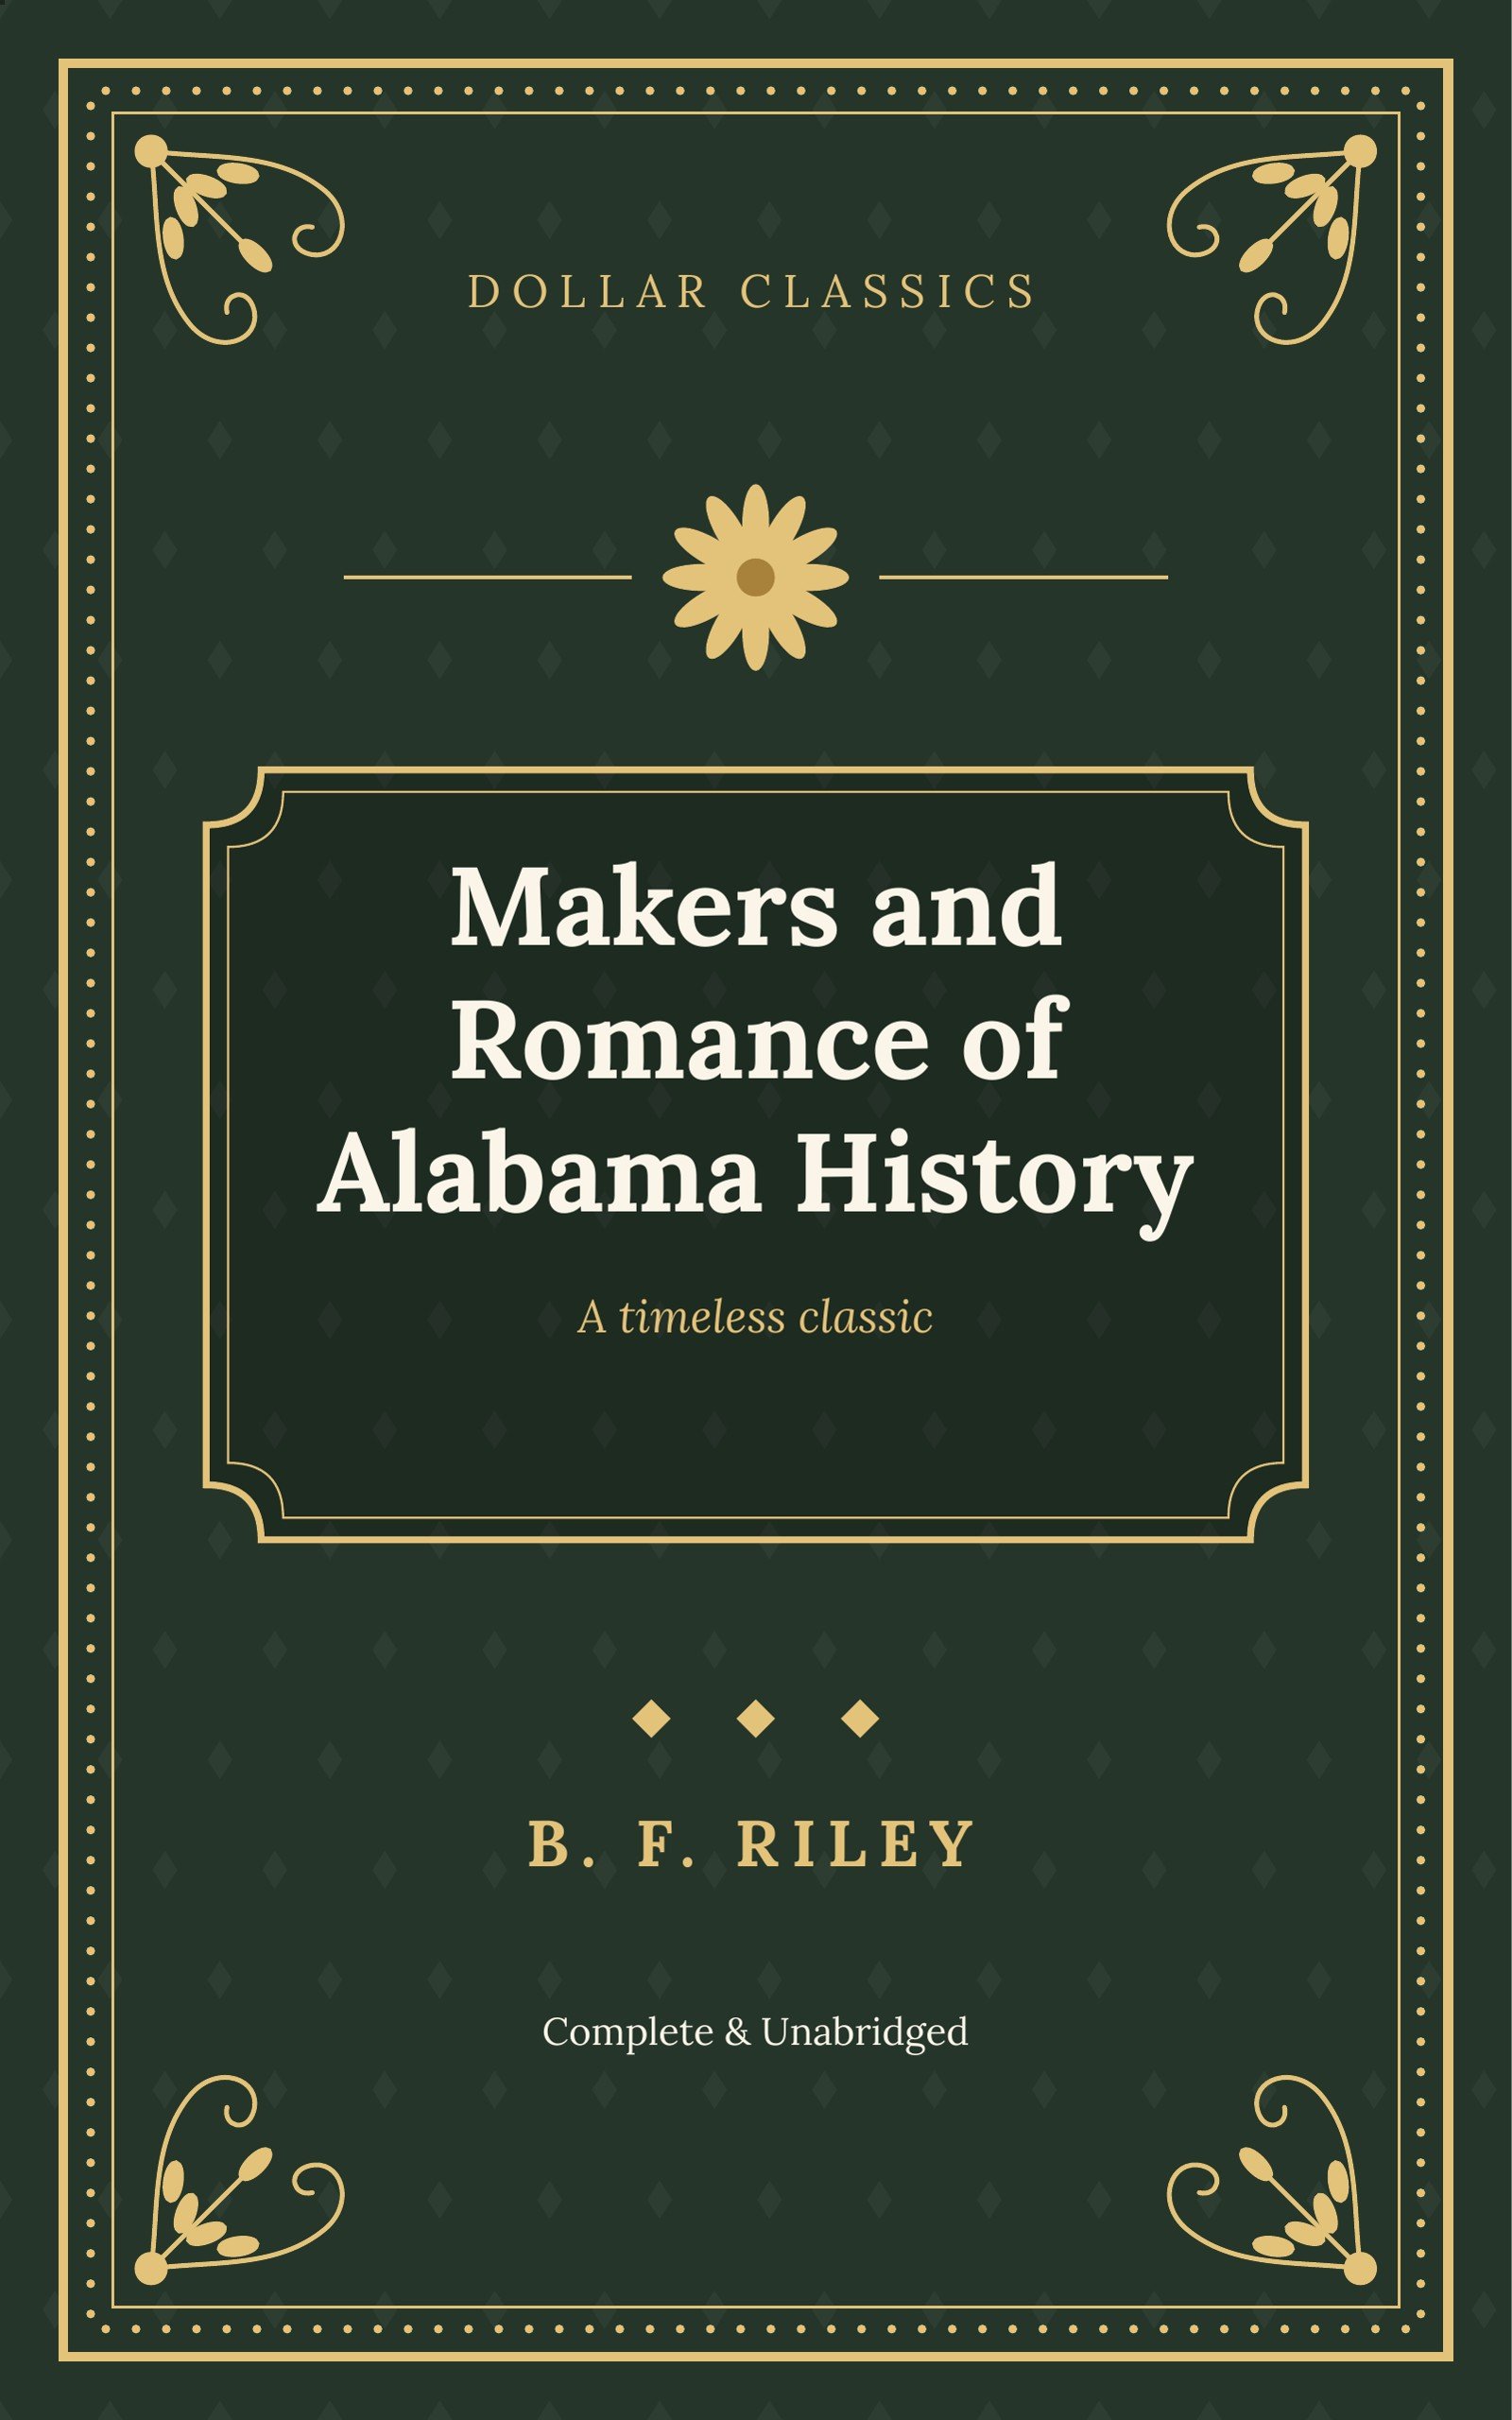 DOLLAR CLASSICS
Makers and
Romance of
Alabama History
A timeless classic
B. F. RILEY
Complete & Unabridged